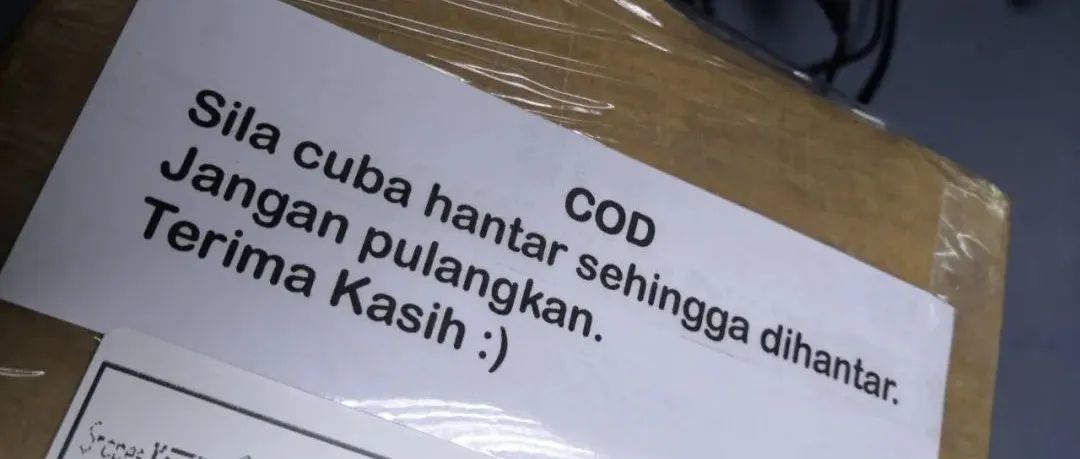 COD
Sila cuba hantar sehingga dihantar.
Jangan pulangkan.
Terima Kasih :)